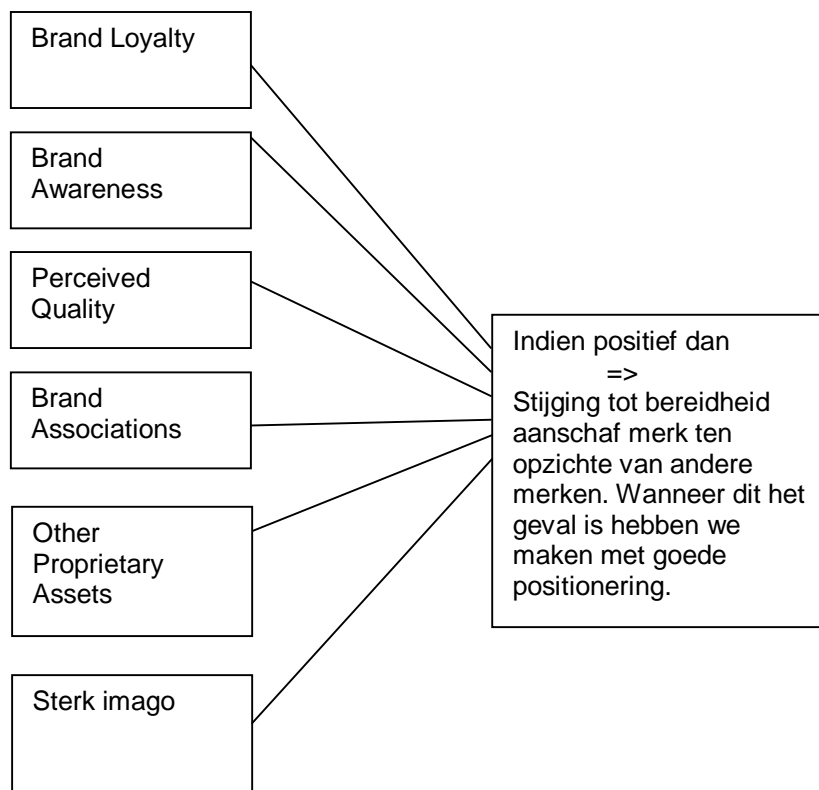 Brand Loyalty
Brand
Awareness
Perceived
Quality
Brand
Associations
Other
Proprietary
Assets
Sterk imago
Indien positief dan
=>
Stijging tot bereidheid
aanschaf merk ten
opzichte van andere
merken. Wanneer dit het
geval is hebben we
maken met goede
positionering.